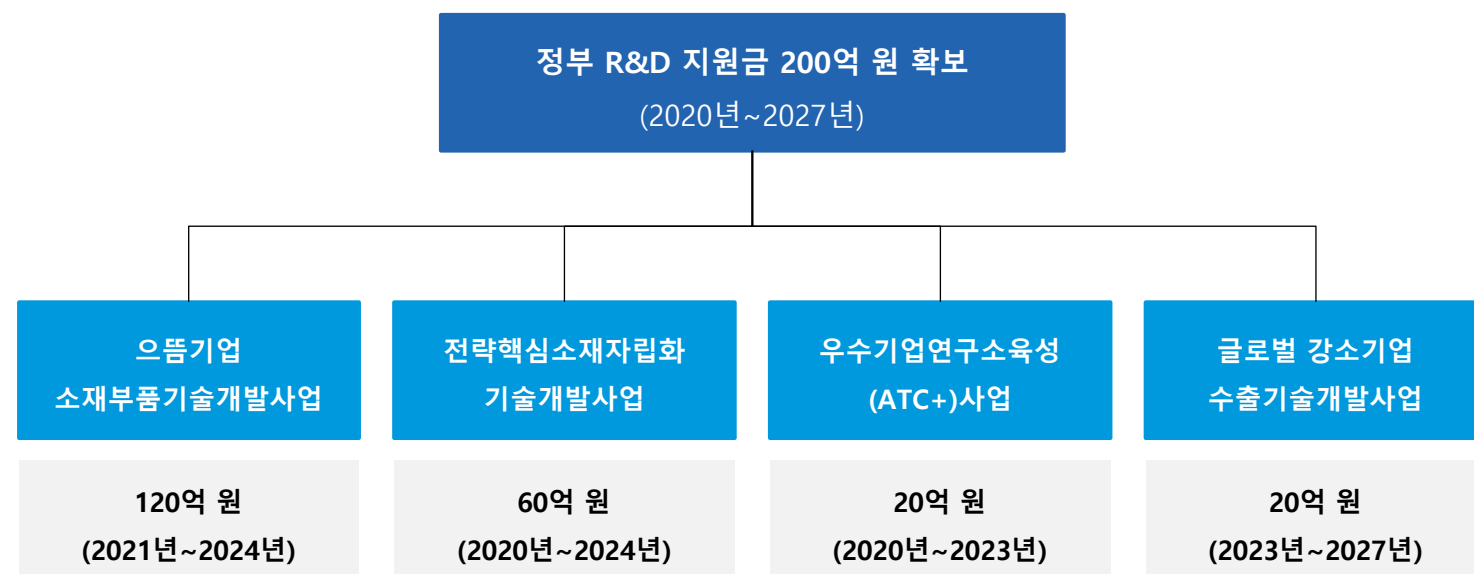 정부 R&D 지원금 200억 원 확보
(2020년~2027년)
으뜸기업
소재부품기술개발사업
전략핵심소재자립화
기술개발사업
우수기업연구소육성
(ATC+)사업
글로벌 강소기업
수출기술개발사업
120억 원
(2021년~2024년)
60억 원
(2020년~2024년)
20억 원
(2020년~2023년)
20억 원
(2023년~2027년)